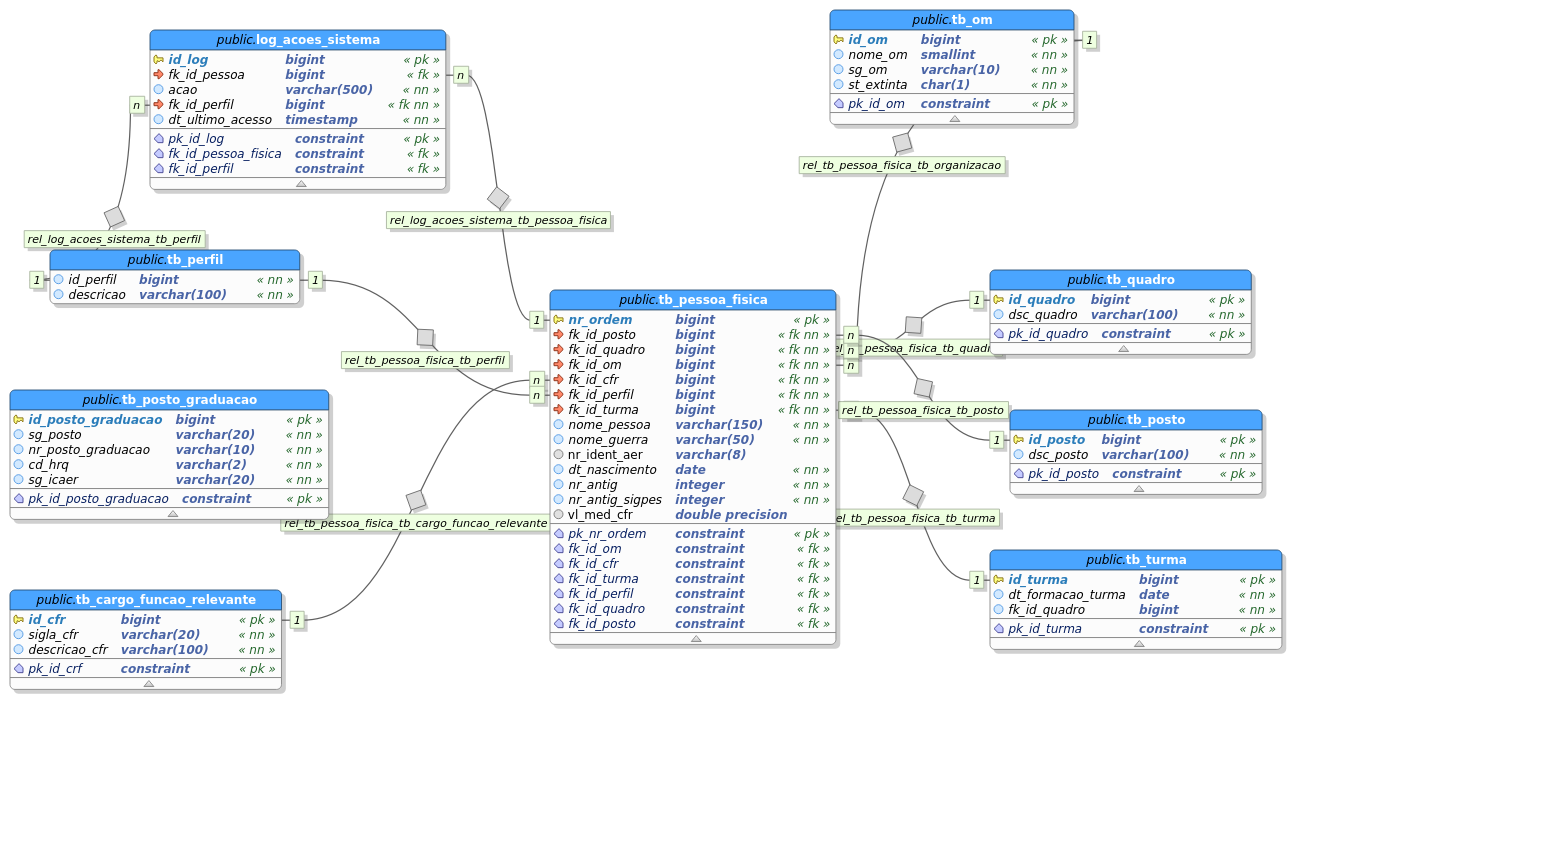 public.log_acoes_sistema
id_log bigint « pk »
fk_id_pessoa bigint « fk »
acao varchar(500) « nn »
fk_id_perfil bigint « fk nn »
dt_ultimo_acesso timestamp « nn »
pk_id_log constraint « pk »
fk_id_pessoa_fisica constraint « fk »
fk_id_perfil constraint « fk »
n
n
public.tb_om
id_om bigint « pk »
nome_om smallint « nn »
sg_om varchar(10) « nn »
st_extinta char(1) « nn »
pk_id_om constraint « pk »
1
rel_tb_pessoa_fisica_tb_organizacao
rel_log_acoes_sistema_tb_pessoa_fisica
rel_log_acoes_sistema_tb_perfil
public.tb_perfil
id_perfil bigint « nn »
descricao varchar(100) « nn »
1
1
rel_tb_pessoa_fisica_tb_perfil
public.tb_quadro
id_quadro bigint « pk »
dsc_quadro varchar(100) « nn »
pk_id_quadro constraint « pk »
1
public.tb_pessoa_fisica
nr_ordem bigint « pk »
fk_id_posto bigint « fk nn »
fk_id_quadro bigint « fk nn »
fk_id_om bigint « fk nn »
fk_id_cfr bigint « fk nn »
fk_id_perfil bigint « fk nn »
fk_id_turma bigint « fk nn »
nome_pessoa varchar(150) « nn »
nome_guerra varchar(50) « nn »
nr_ident_aer varchar(8)
dt_nascimento date « nn »
nr_antig integer « nn »
nr_antig_sigpes integer « nn »
vl_med_cfr double precision
pk_nr_ordem constraint « pk »
fk_id_om constraint « fk »
fk_id_cfr constraint « fk »
fk_id_turma constraint « fk »
fk_id_perfil constraint « fk »
fk_id_quadro constraint « fk »
fk_id_posto constraint « fk »
1
n
n
n
n
n
el_tb_pessoa_fisica_tb_posto
public.tb_posto
id_posto bigint « pk »
dsc_posto varchar(100) « nn »
pk_id_posto constraint « pk »
1
public.tb_posto_graduacao
id_posto_graduacao bigint « pk »
sg_posto varchar(20) « nn »
nr_posto_graduacao varchar(10) « nn »
cd_hrq varchar(2) « nn »
sg_icaer varchar(20) « nn »
pk_id_posto_graduacao constraint « pk »
rel_tb_pessoa_fisica_tb_cargo_funcao_relevante
el_tb_pessoa_fisica_tb_turma
public.tb_turma
id_turma bigint « pk »
dt_formacao_turma date « nn »
fk_id_quadro bigint « nn »
pk_id_turma constraint « pk »
1
public.tb_cargo_funcao_relevante
id_cfr bigint « pk »
sigla_cfr varchar(20) « nn »
descricao_cfr varchar(100) « nn »
pk_id_crf constraint « pk »
1